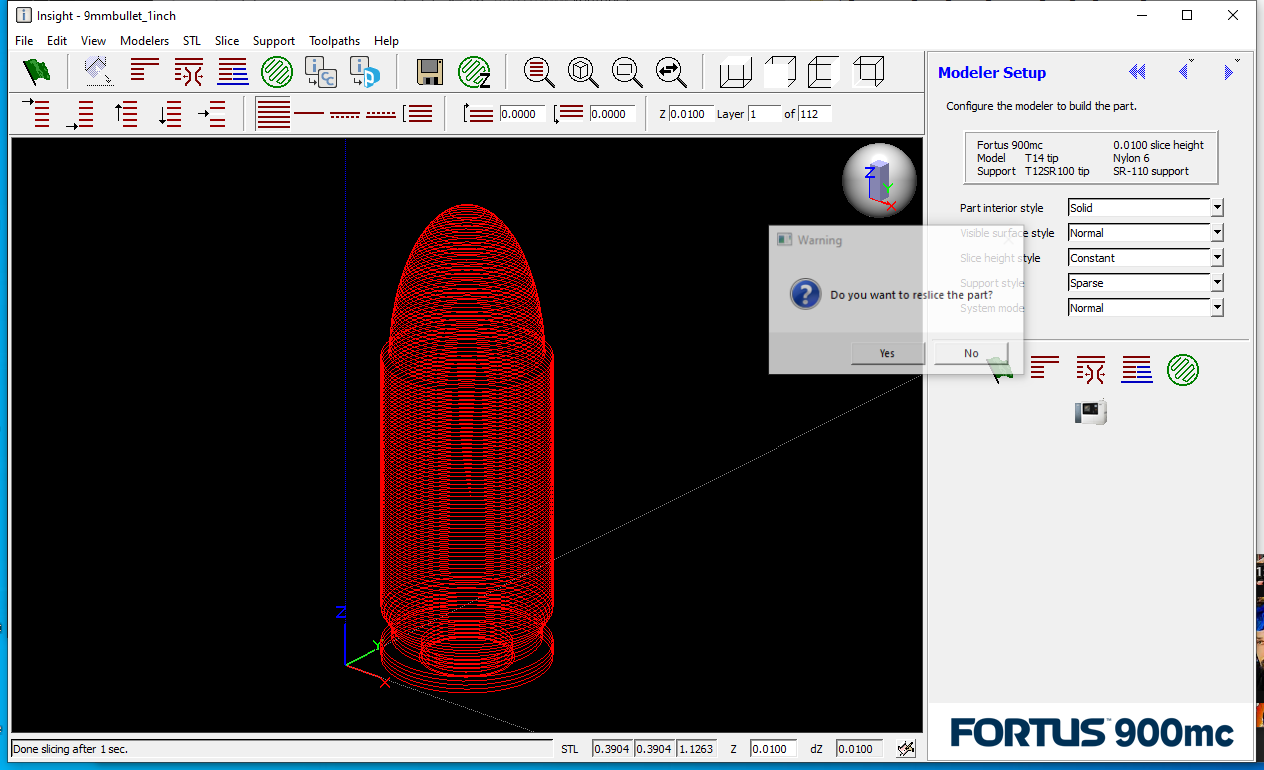 Insight - 9mmbullet_1inch
File Edit View Modelers STL Slice Support Toolpaths Help
0.0000 0.0000 Z 0.0100 Layer 1 of 112
Z
Y
X
Z
Y
X
Done slicing after 1 sec.
STL 0.3904 0.3904 1.1263 Z 0.0100 dZ 0.0100
Modeler Setup
Configure the modeler to build the part.
Fortus 900mc 0.0100 slice height
Model T14 tip Nylon 6
Support T12SR100 tip SR-110 support
Part interior style Solid
Visible surface style Normal
Slice height style Constant
Support style Sparse
System mode Normal
Warning
Do you want to reslice the part?
Yes No
FORTUS™ 900mc